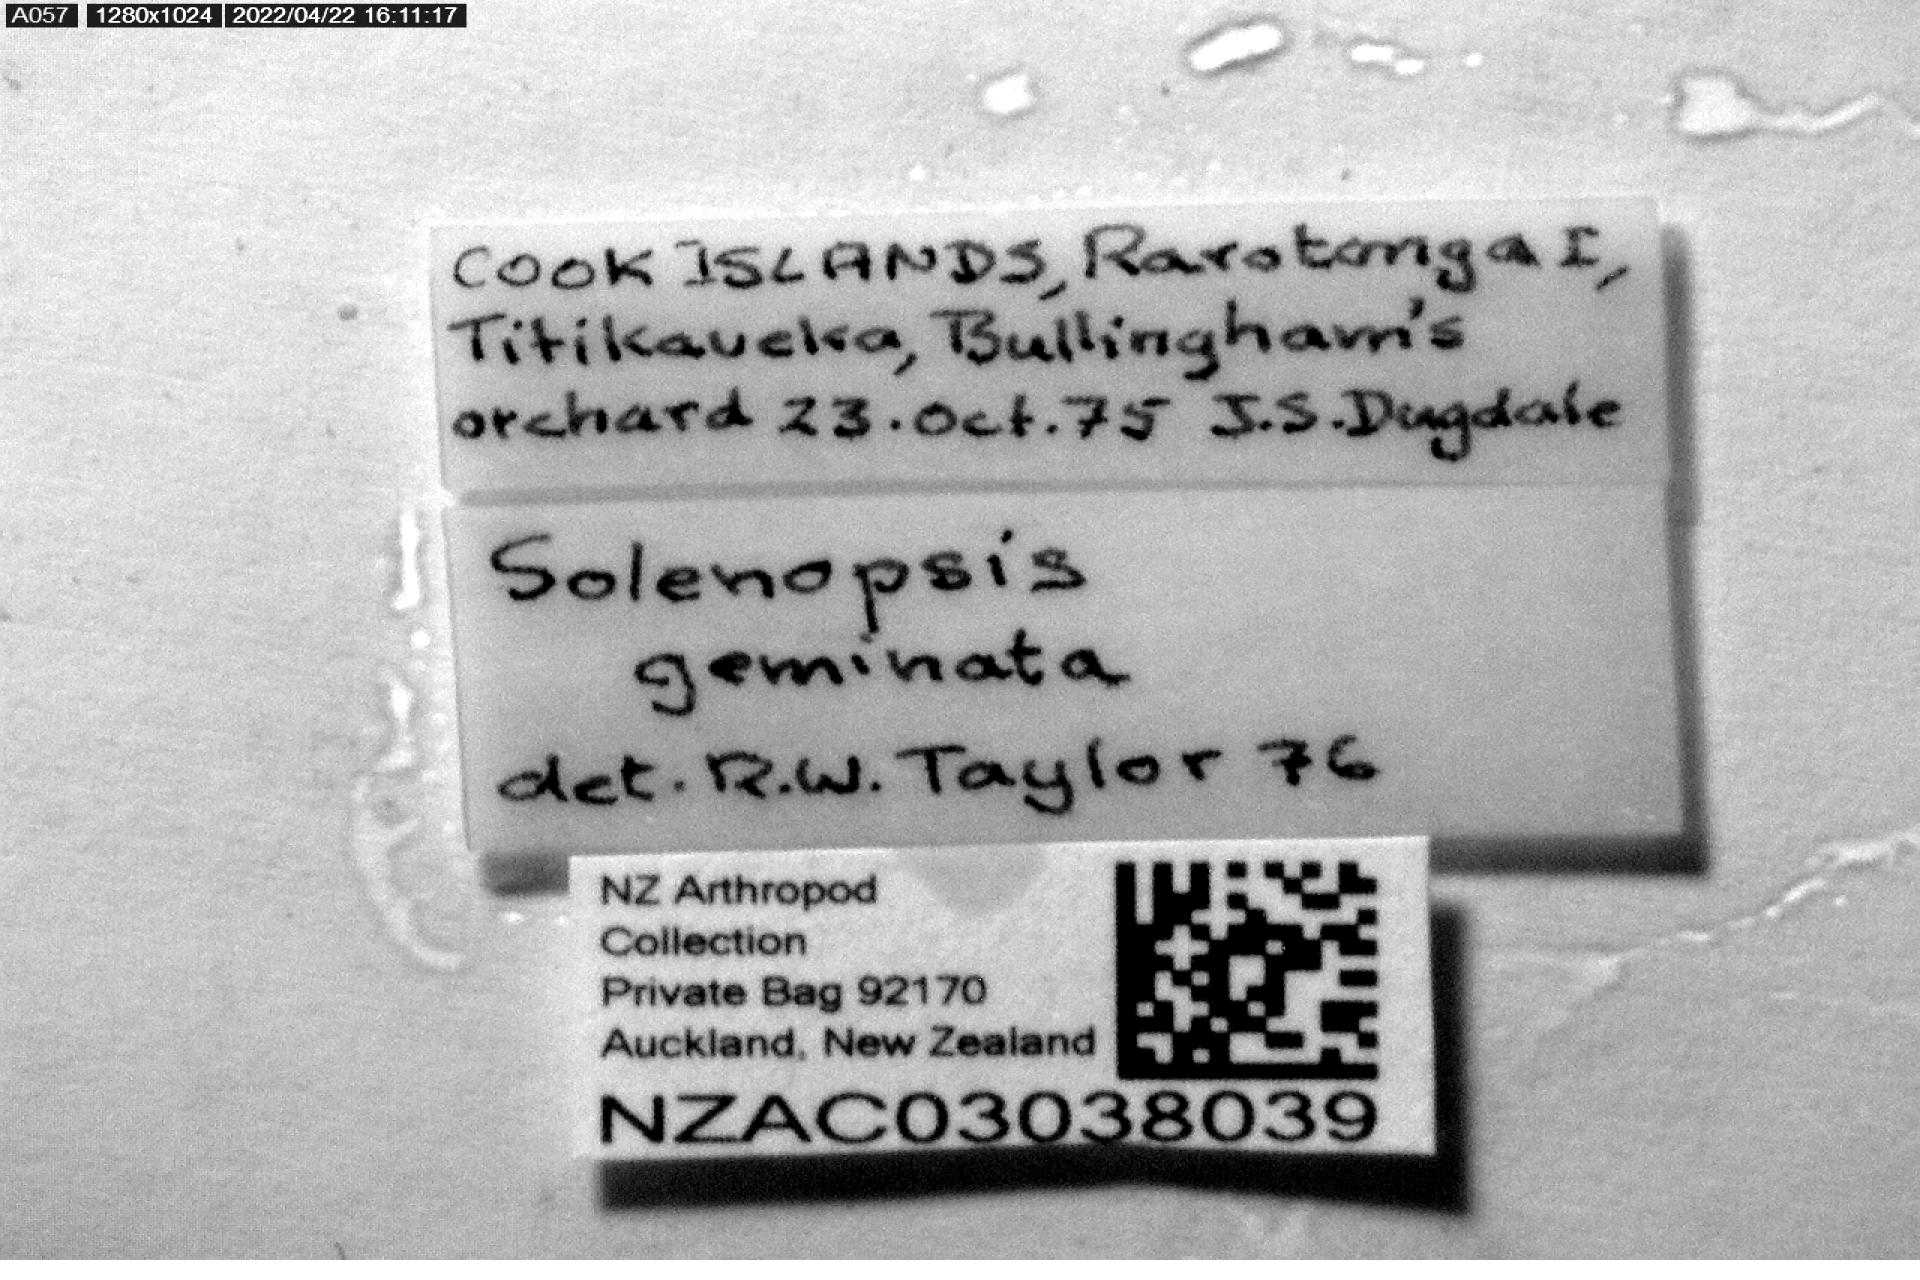 A057 1280x1024 2022/04/22 16:11:17
COOK ISLANDS, Rarotonga I,
Titikaveka, Bullingham's
orchard 23.Oct.75 J.S.Dugdale
Solenopsis
geminata
det. R.W. Taylor 76
NZ Arthropod
Collection
Private Bag 92170
Auckland, New Zealand
NZAC03038039